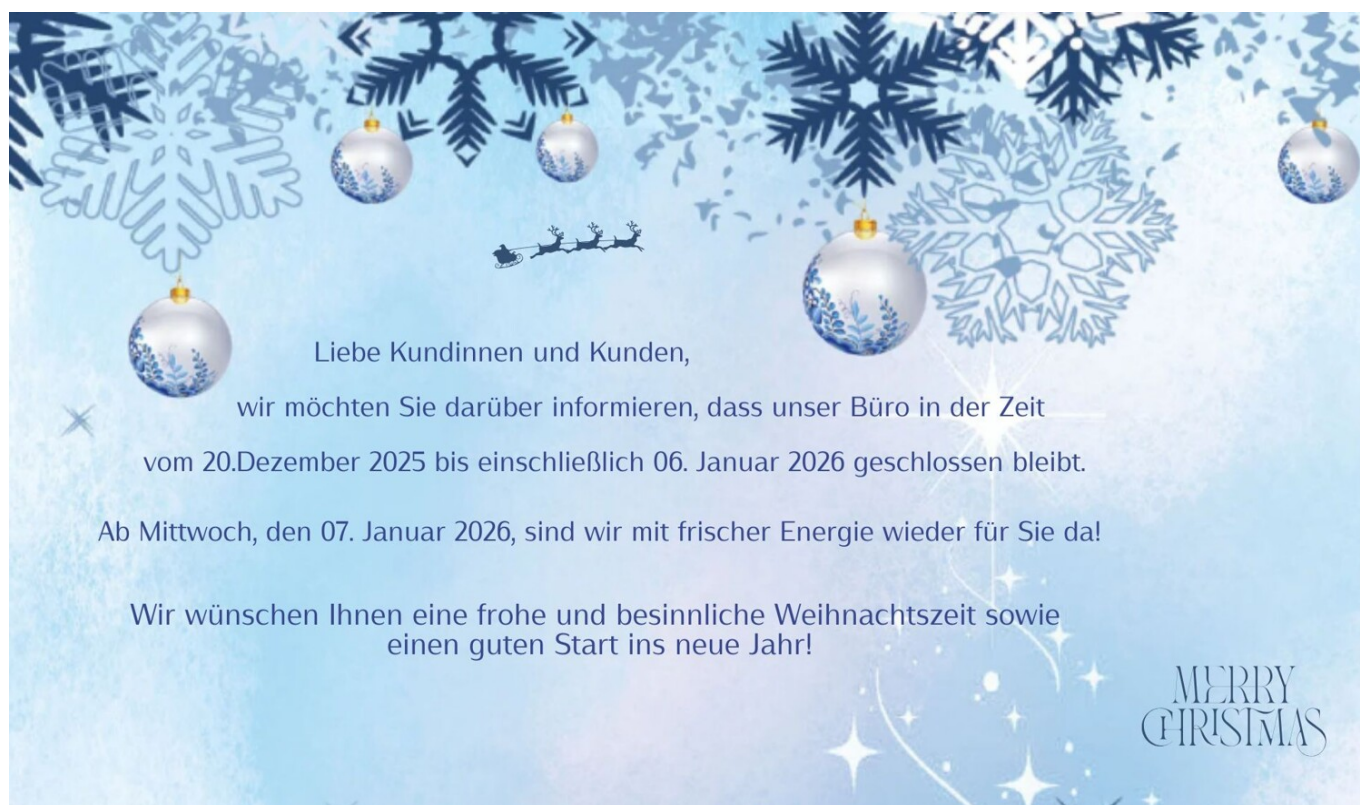 Liebe Kundinnen und Kunden,
wir möchten Sie darüber informieren, dass unser Büro in der Zeit
vom 20.Dezember 2025 bis einschließlich 06. Januar 2026 geschlossen bleibt.
Ab Mittwoch, den 07. Januar 2026, sind wir mit frischer Energie wieder für Sie da!
Wir wünschen Ihnen eine frohe und besinnliche Weihnachtszeit sowie
einen guten Start ins neue Jahr!
MERRY
CHRISTMAS